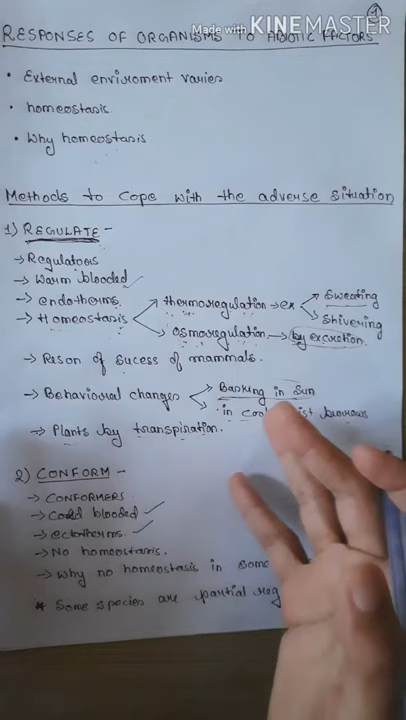 Made with KINEMASTER
1
RESPONSES OF ORGANISMS TO ABIOTIC FACTORS
• External enviroment varies
• homeostasis
• Why homeostasis
Methods to cope with the adverse situation
1) REGULATE -
→ Regulators
→ Warm blooded ✓
→ endotherms.
→ Homeostasis → thermoregulation → ex → Sweating
→ Shivering
→ Osmoregulation → by excretion.
→ Reson of sucess of mammals.
→ Behavioural changes → Basking in Sun
→ in burrows
→ Plants by transpiration.
2) CONFORM -
→ CONFORMERS
→ Could blooded ✓
→ ectotherms. ✓
→ No homeostasis.
→ Why no homeostasis in some
* Some species are partial reg